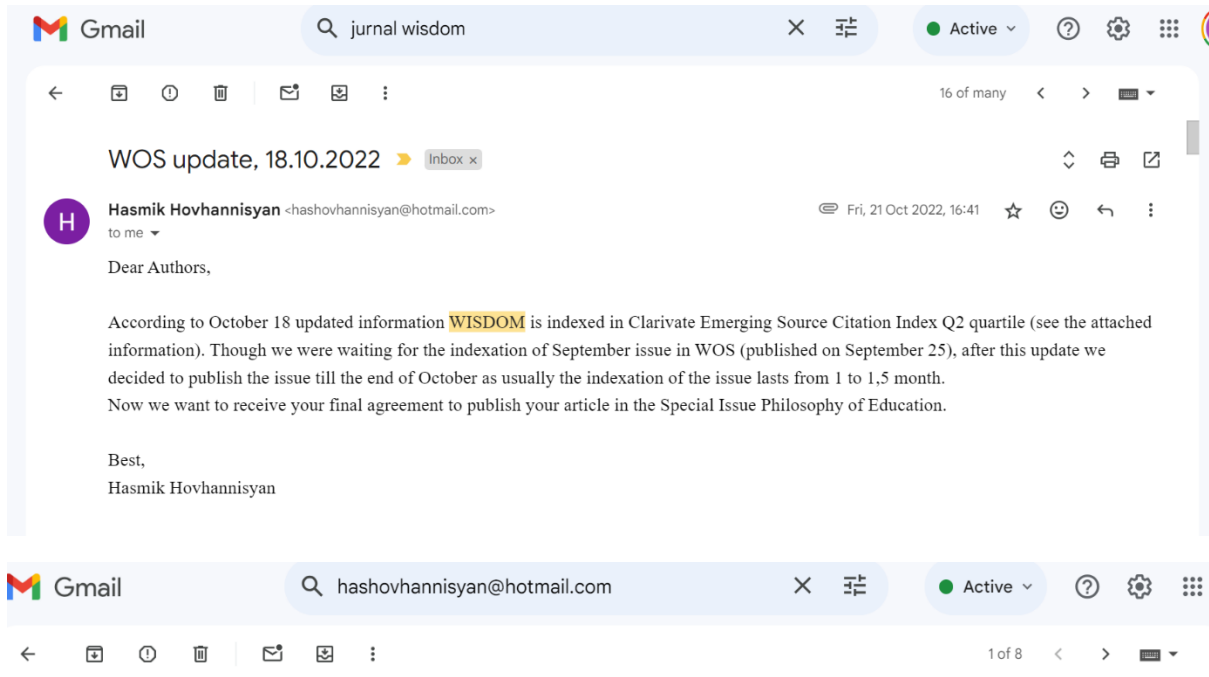 Gmail
jurnal wisdom
Active
16 of many
WOS update, 18.10.2022
Inbox x
H
Hasmik Hovhannisyan <hashovhannisyan@hotmail.com>
Fri, 21 Oct 2022, 16:41
to me
Dear Authors,
According to October 18 updated information WISDOM is indexed in Clarivate Emerging Source Citation Index Q2 quartile (see the attached
information). Though we were waiting for the indexation of September issue in WOS (published on September 25), after this update we
decided to publish the issue till the end of October as usually the indexation of the issue lasts from 1 to 1,5 month.
Now we want to receive your final agreement to publish your article in the Special Issue Philosophy of Education.
Best,
Hasmik Hovhannisyan
Gmail
hashovhannisyan@hotmail.com
Active
1 of 8